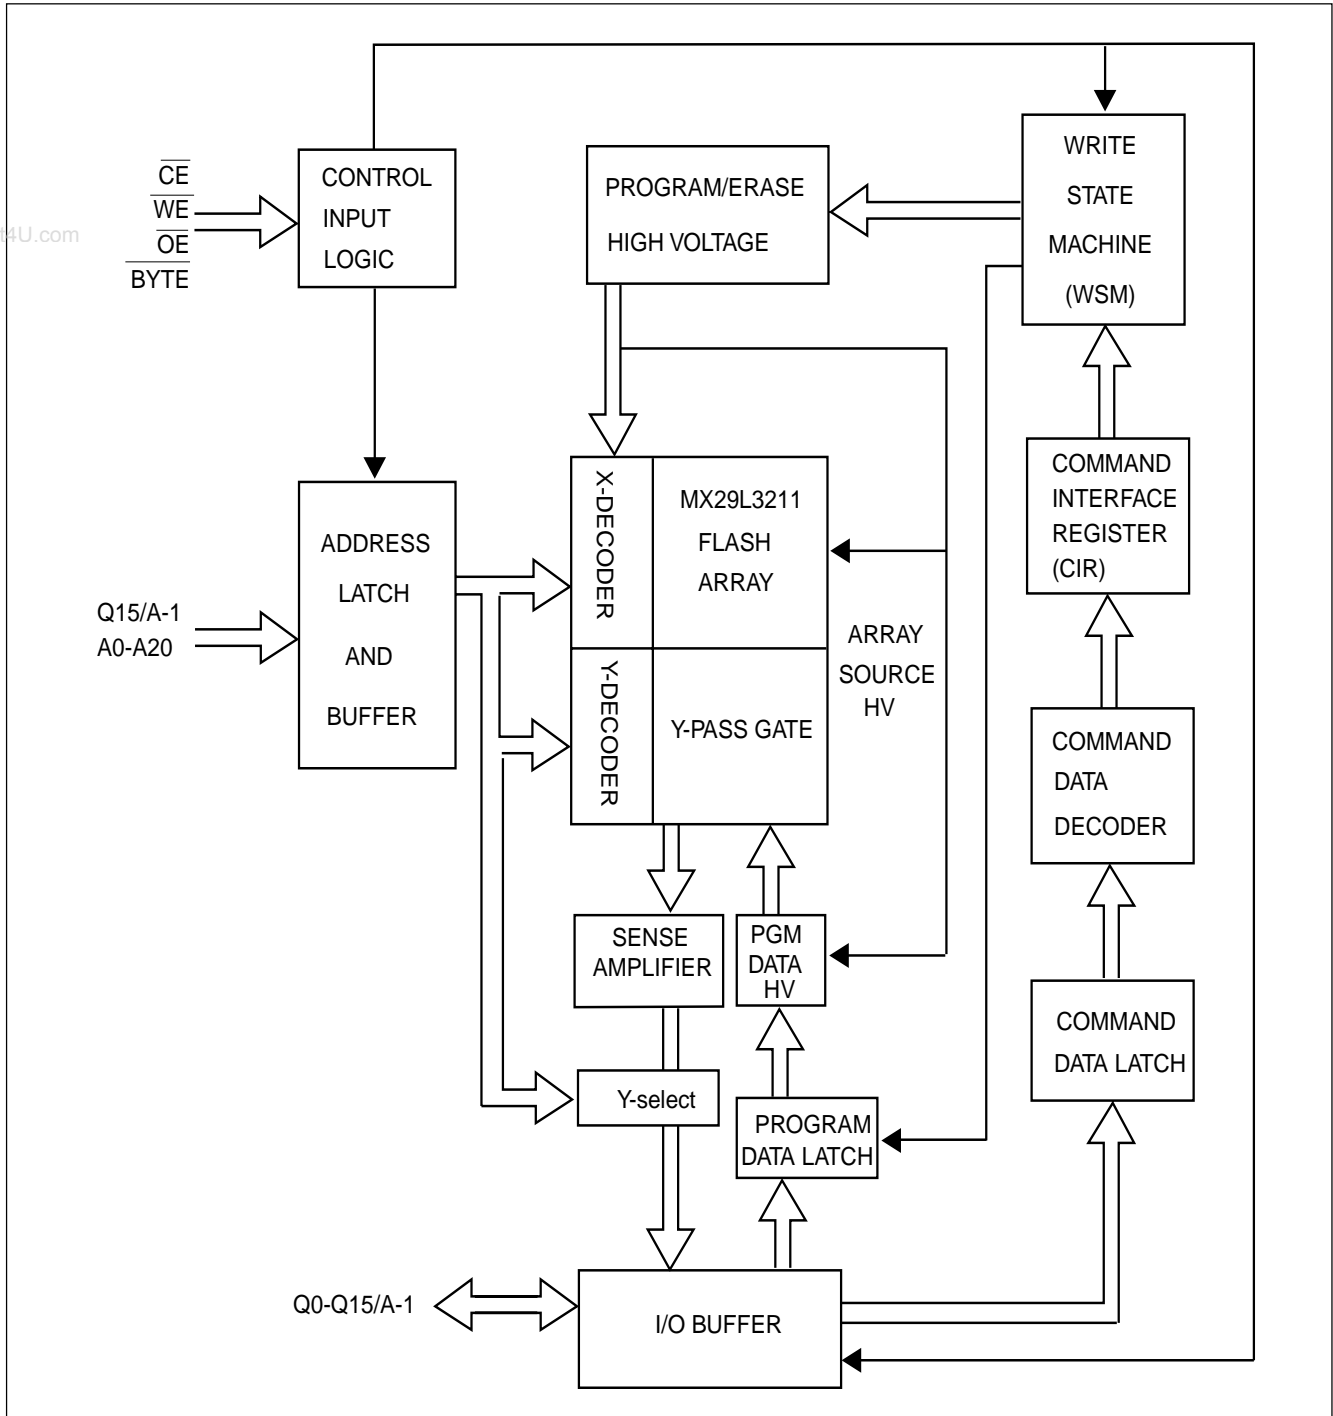 t4U.com
CE
WE
OE
BYTE
CONTROL
INPUT
LOGIC
PROGRAM/ERASE
HIGH VOLTAGE
WRITE
STATE
MACHINE
(WSM)
Q15/A-1
A0-A20
ADDRESS
LATCH
AND
BUFFER
X-DECODER
MX29L3211
FLASH
ARRAY
Y-DECODER
Y-PASS GATE
ARRAY
SOURCE
HV
COMMAND
INTERFACE
REGISTER
(CIR)
COMMAND
DATA
DECODER
SENSE
AMPLIFIER
PGM
DATA
HV
COMMAND
DATA LATCH
Y-select
PROGRAM
DATA LATCH
Q0-Q15/A-1
I/O BUFFER